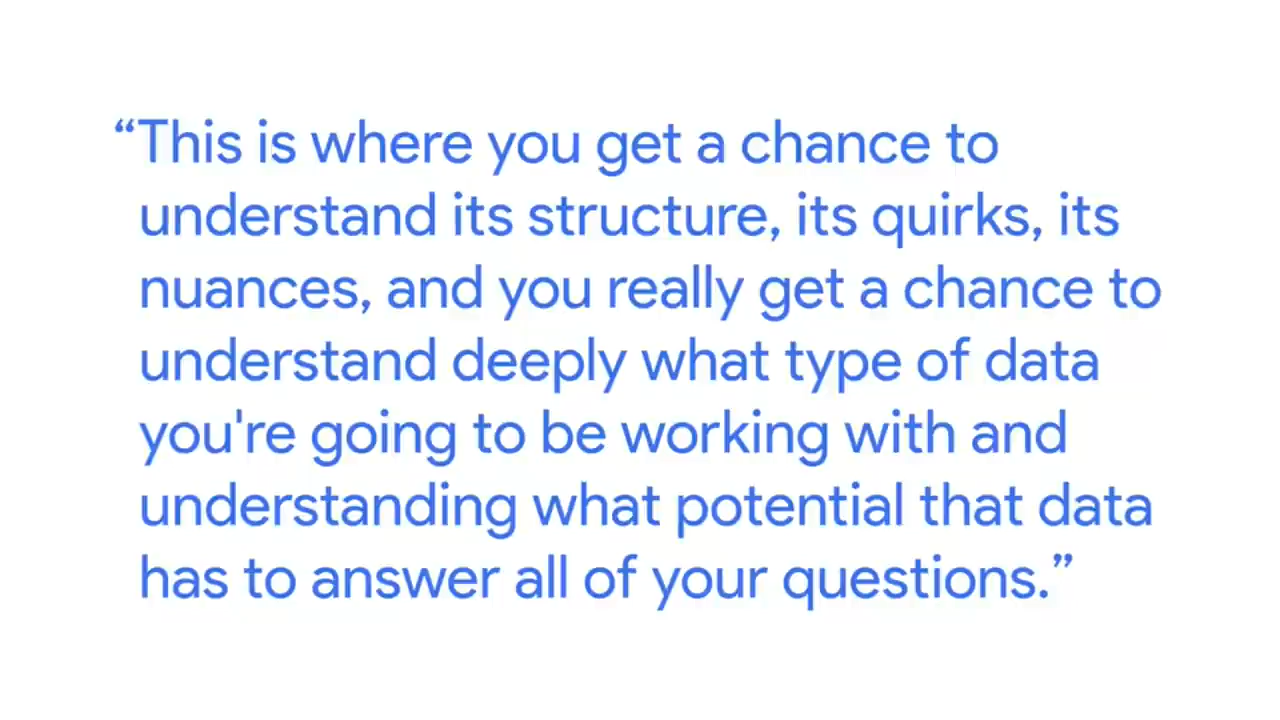 “This is where you get a chance to
understand its structure, its quirks, its
nuances, and you really get a chance to
understand deeply what type of data
you're going to be working with and
understanding what potential that data
has to answer all of your questions.”